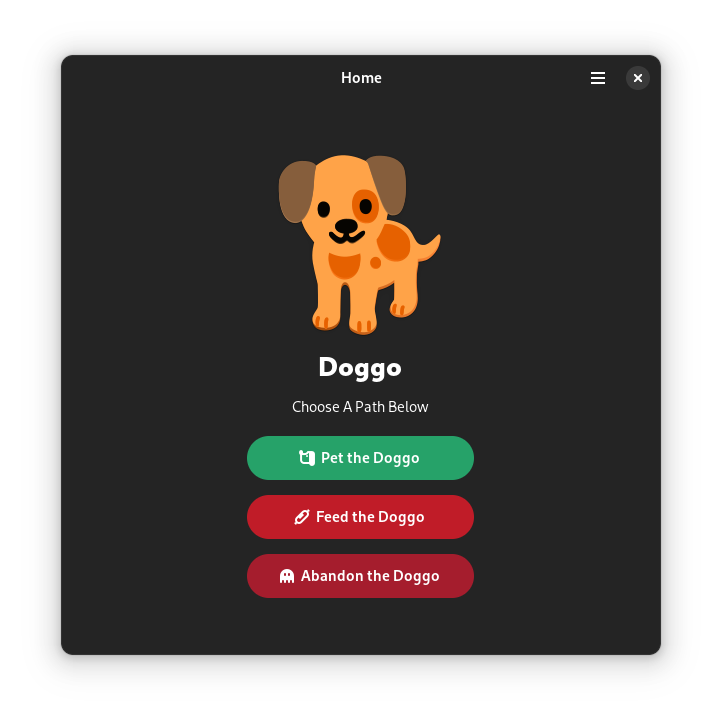 Home
Doggo
Choose A Path Below
Pet the Doggo
Feed the Doggo
Abandon the Doggo